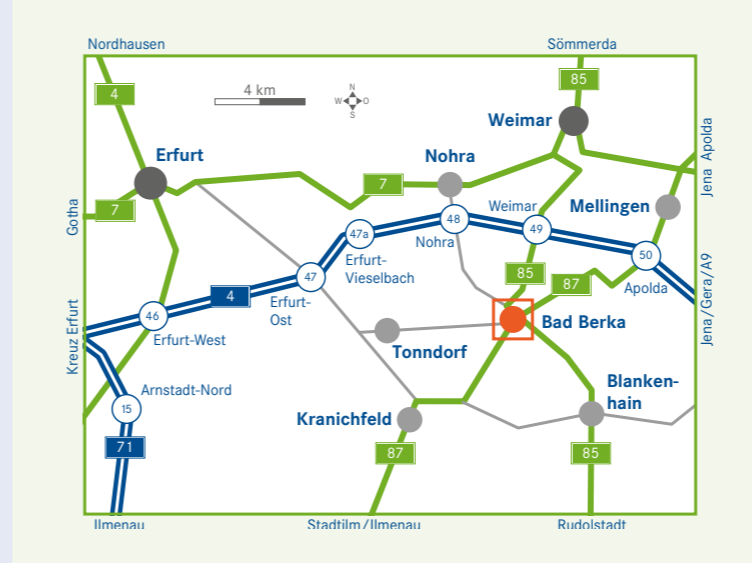 Nordhausen
Sömmerda
4
4 km
N
W O
S
85
Weimar
Erfurt
Nohra
Jena Apolda
7
7
Mellingen
Gotha
Weimar
48
49
47a
Nohra
50
Erfurt-
Vieselbach
85
87
Apolda
47
4
Erfurt-
Ost
46
Erfurt-West
Kreuz Erfurt
Jena/Gera/A9
Bad Berka
Tonndorf
Arnstadt-Nord
15
Blanken-
hain
Kranichfeld
71
87
85
Ilmenau
Stadtilm/Ilmenau
Rudolstadt